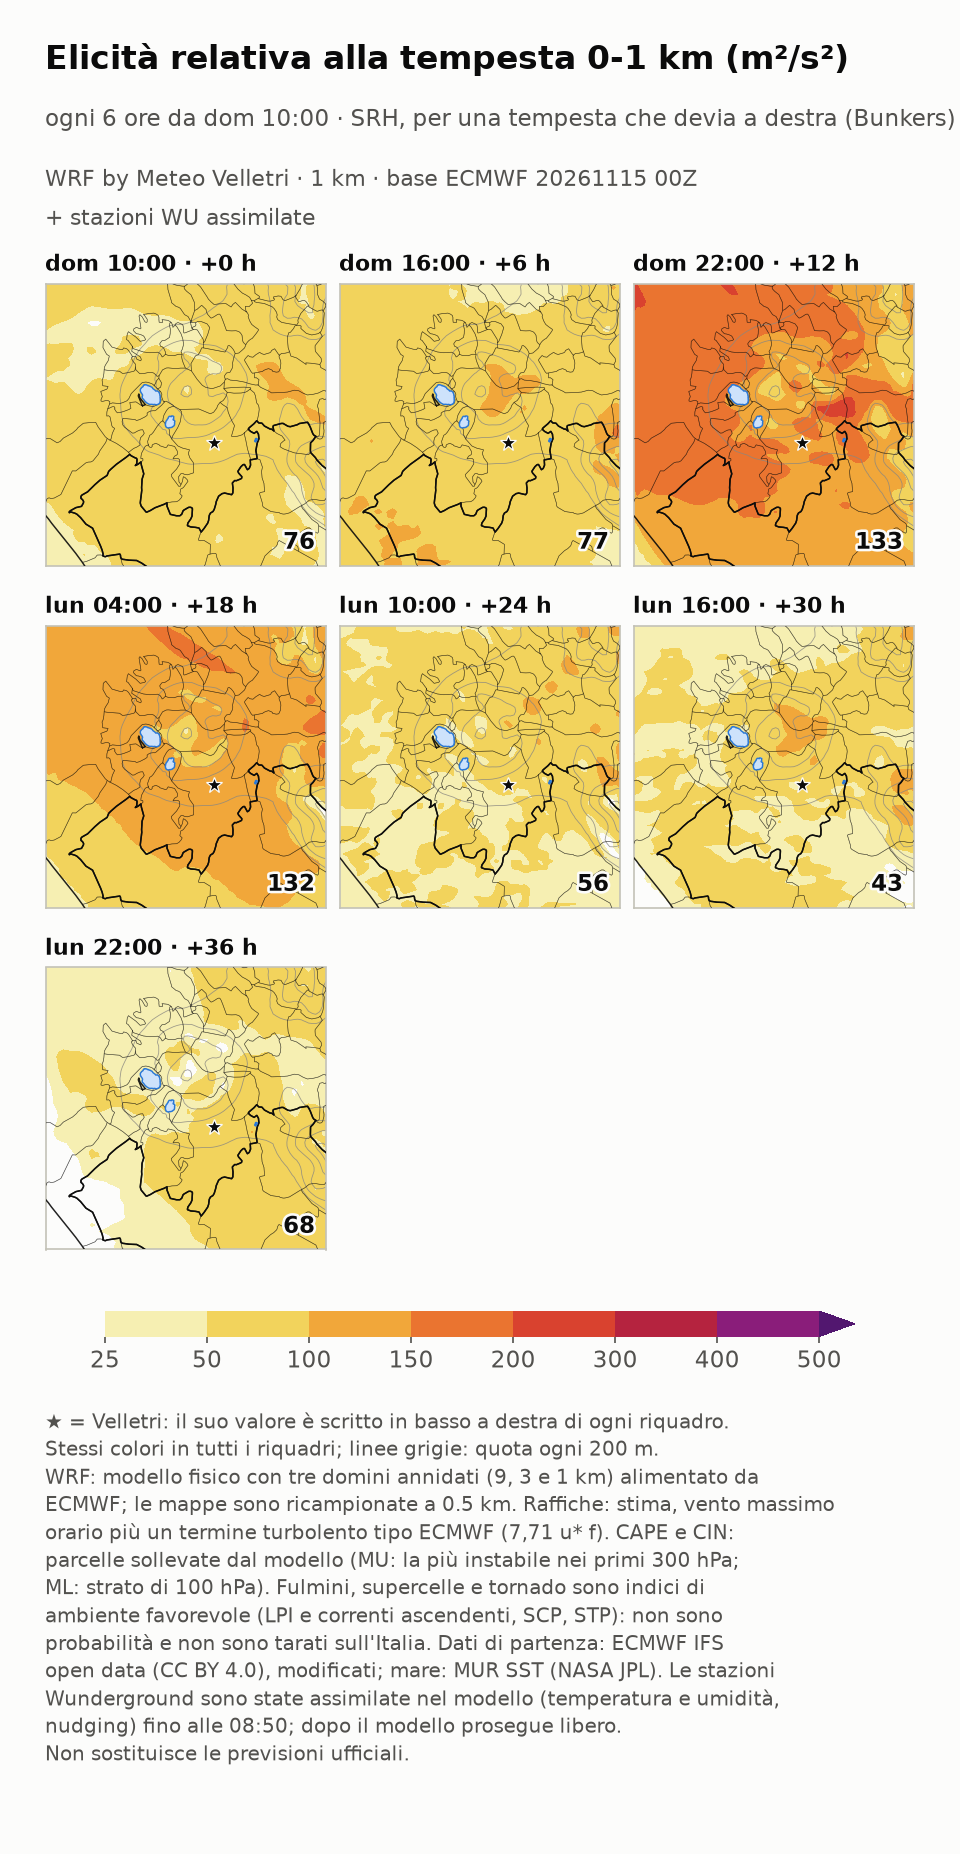 Elicità relativa alla tempesta 0-1 km (m²/s²)
ogni 6 ore da dom 10:00 · SRH, per una tempesta che devia a destra (Bunkers)
WRF by Meteo Velletri · 1 km · base ECMWF 20261115 00Z
+ stazioni WU assimilate
dom 10:00 · +0 h
dom 16:00 · +6 h
dom 22:00 · +12 h
76
77
133
lun 04:00 · +18 h
lun 10:00 · +24 h
lun 16:00 · +30 h
132
56
43
lun 22:00 · +36 h
68
25 50 100 150 200 300 400 500
★ = Velletri: il suo valore è scritto in basso a destra di ogni riquadro.
Stessi colori in tutti i riquadri; linee grigie: quota ogni 200 m.
WRF: modello fisico con tre domini annidati (9, 3 e 1 km) alimentato da
ECMWF; le mappe sono ricampionate a 0.5 km. Raffiche: stima, vento massimo
orario più un termine turbolento tipo ECMWF (7,71 u* f). CAPE e CIN:
parcelle sollevate dal modello (MU: la più instabile nei primi 300 hPa;
ML: strato di 100 hPa). Fulmini, supercelle e tornado sono indici di
ambiente favorevole (LPI e correnti ascendenti, SCP, STP): non sono
probabilità e non sono tarati sull'Italia. Dati di partenza: ECMWF IFS
open data (CC BY 4.0), modificati; mare: MUR SST (NASA JPL). Le stazioni
Wunderground sono state assimilate nel modello (temperatura e umidità,
nudging) fino alle 08:50; dopo il modello prosegue libero.
Non sostituisce le previsioni ufficiali.